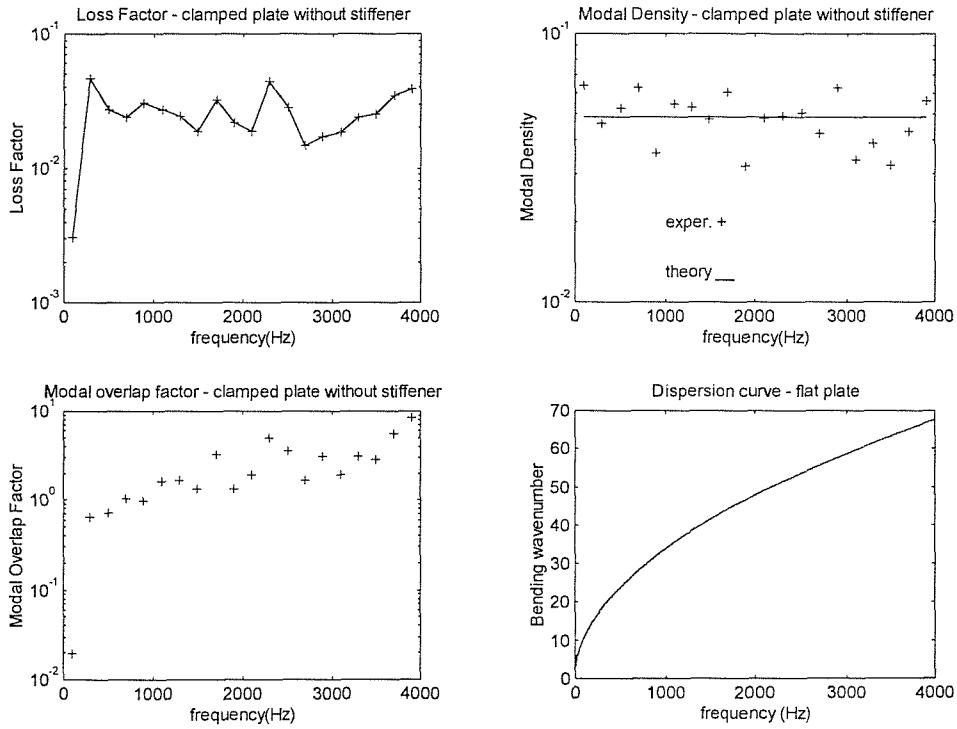 Loss Factor - clamped plate without stiffener
10^-1
10^-2
10^-3
Loss Factor
0 1000 2000 3000 4000
frequency(Hz)
Modal Density - clamped plate without stiffener
10^-1
10^-2
Modal Density
exper. +
theory
0 1000 2000 3000 4000
frequency(Hz)
Modal overlap factor - clamped plate without stiffener
10^1
10^0
10^-1
10^-2
Modal Overlap Factor
0 1000 2000 3000 4000
frequency(Hz)
Dispersion curve - flat plate
70
60
50
40
30
20
10
0
Bending wavenumber
0 1000 2000 3000 4000
frequency (Hz)